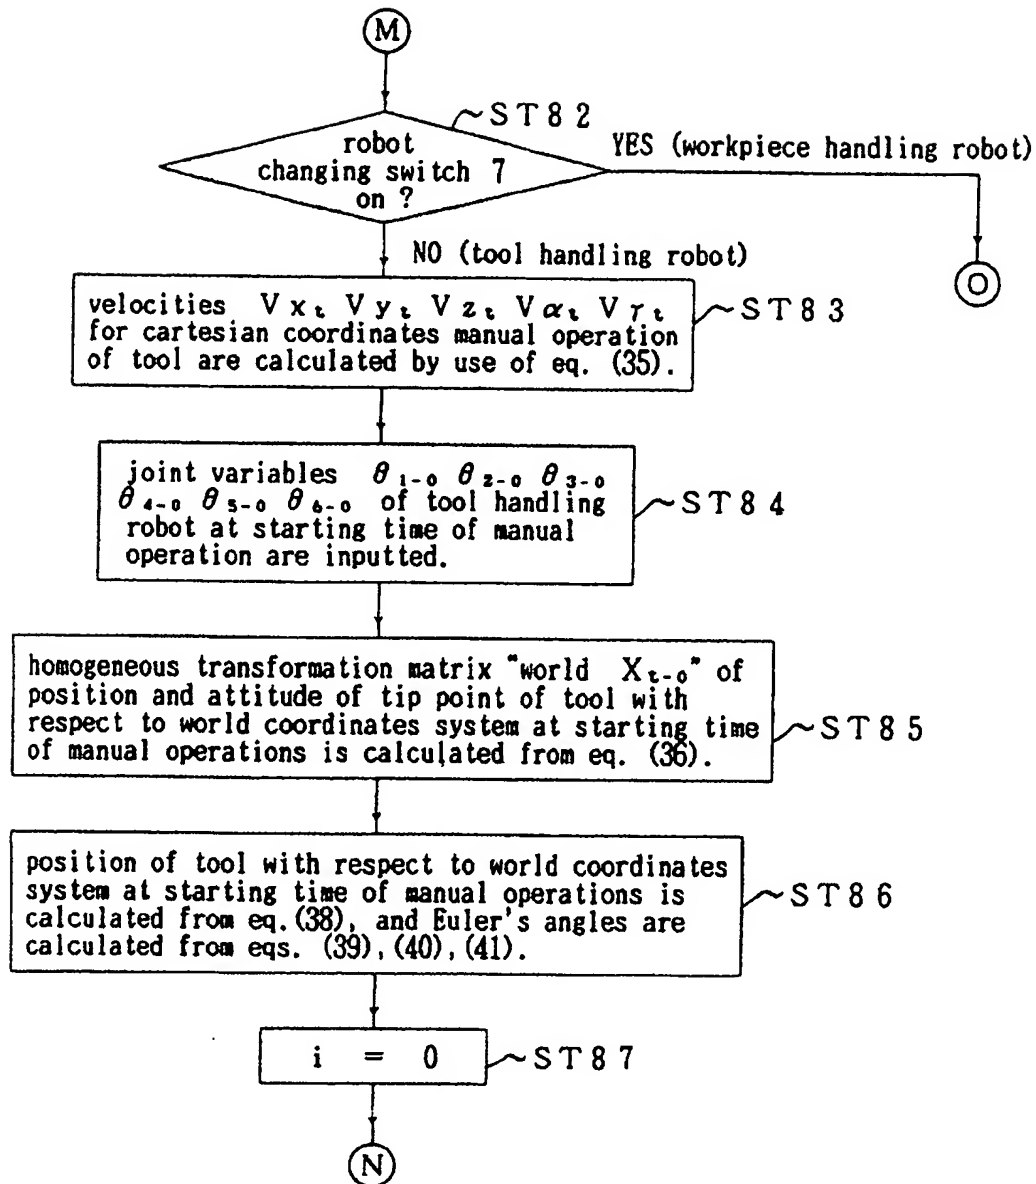 M
～ST82
robot
changing switch 7
on ?
YES (workpiece handling robot)
NO (tool handling robot)
O
velocities Vxₜ Vyₜ Vzₜ Vαₜ Vγₜ
for cartesian coordinates manual operation
of tool are calculated by use of eq. (35).
～ST83
joint variables θ₁₋₀ θ₂₋₀ θ₃₋₀
θ₄₋₀ θ₅₋₀ θ₆₋₀ of tool handling
robot at starting time of manual
operation are inputted.
～ST84
homogeneous transformation matrix "world Xₜ₋₀" of
position and attitude of tip point of tool with
respect to world coordinates system at starting time
of manual operations is calculated from eq. (36).
～ST85
position of tool with respect to world coordinates
system at starting time of manual operations is
calculated from eq.(38), and Euler's angles are
calculated from eqs. (39),(40),(41).
～ST86
i = 0
～ST87
N